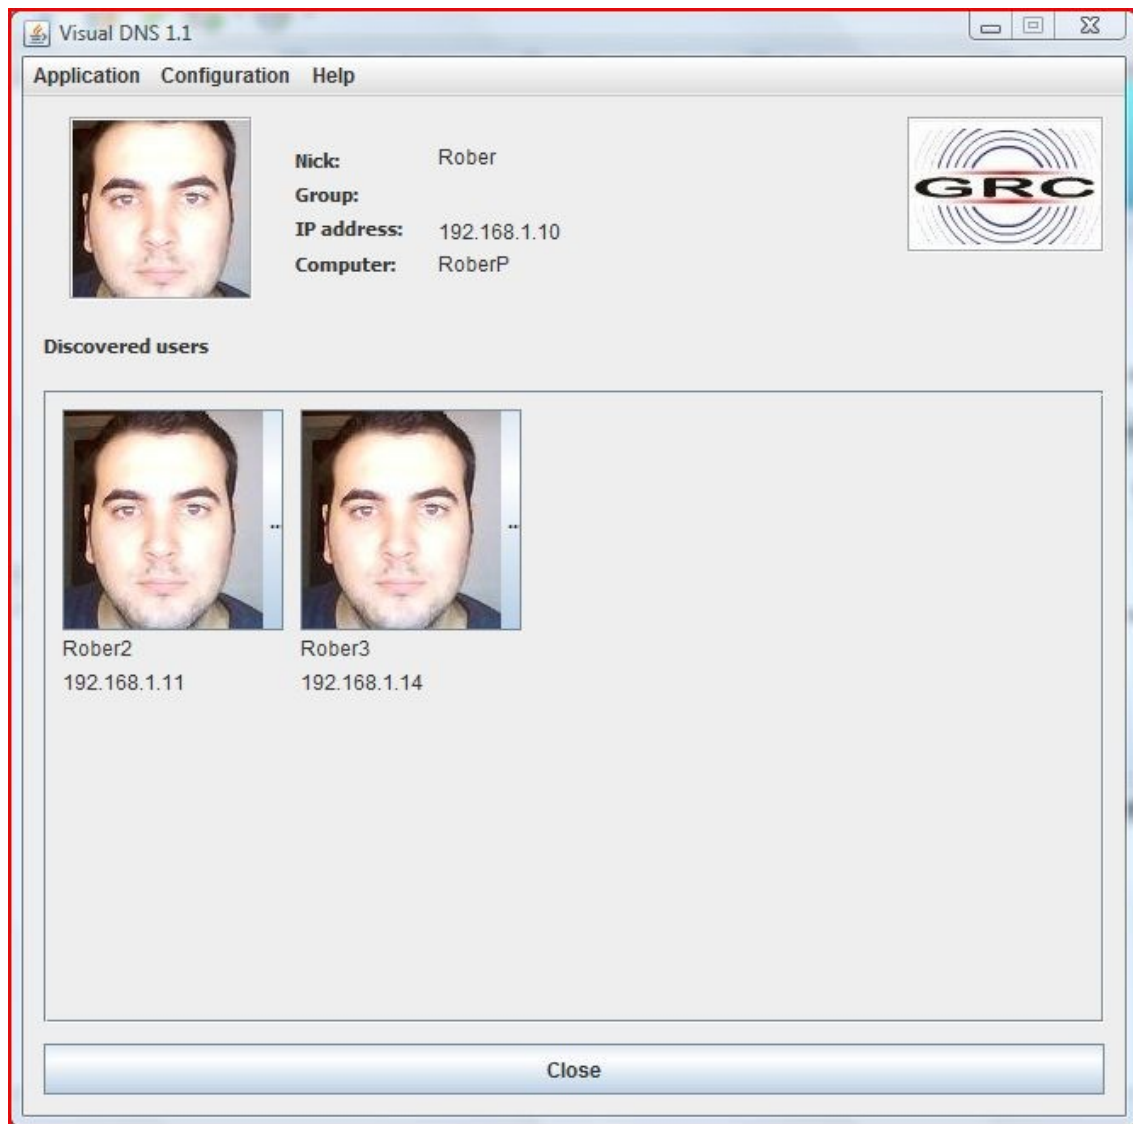 Visual DNS 1.1
Application Configuration Help
Nick: Rober
Group:
IP address: 192.168.1.10
Computer: RoberP
GRC
Discovered users
... ...
Rober2 Rober3
192.168.1.11 192.168.1.14
Close